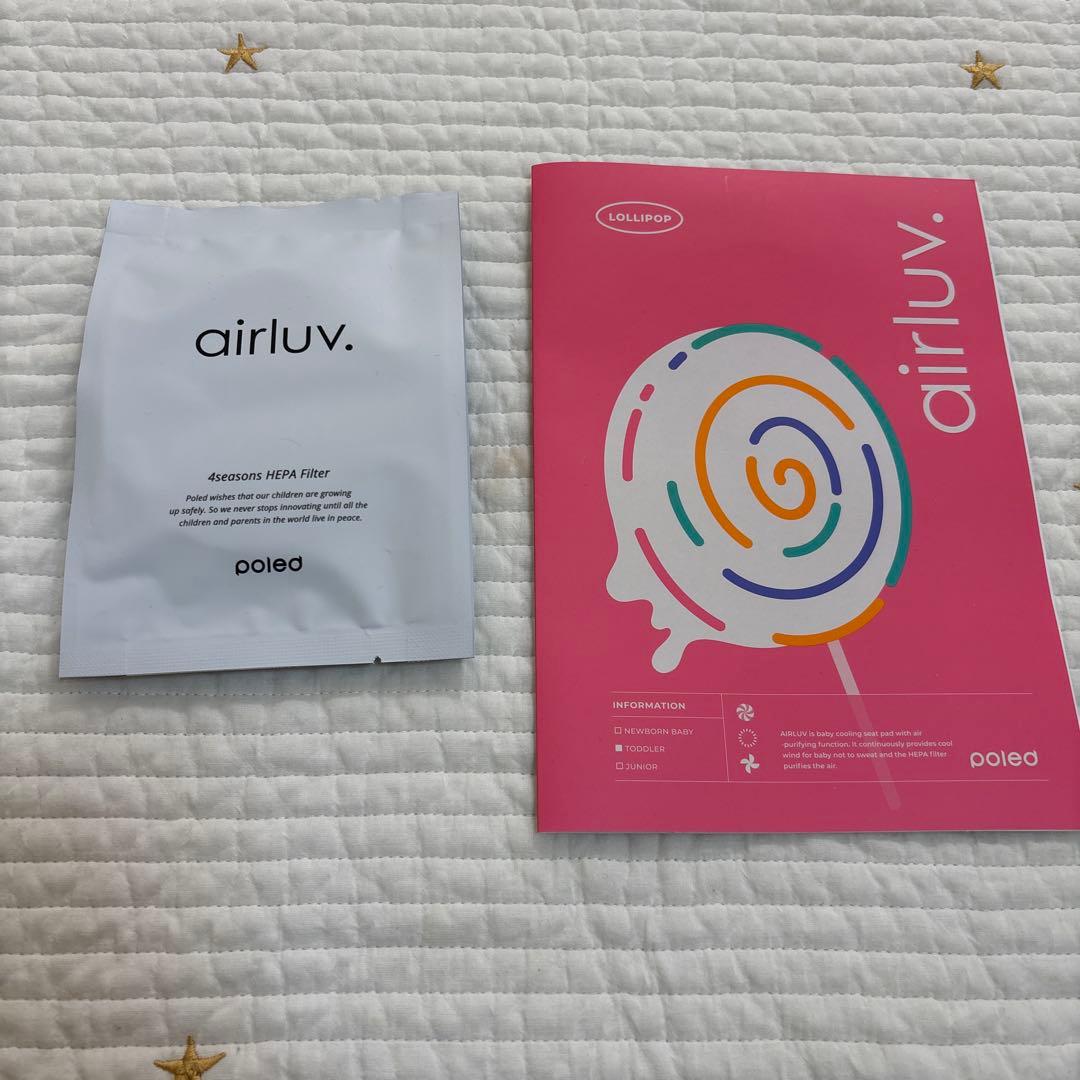 airluv.
4seasons HEPA Filter
Poled wishes that our children are growing
up safely. So we never stops innovating until all the
children and parents in the world live in peace.
poled
LOLLIPOP
airluv.
INFORMATION
NEWBORN BABY
TODDLER
JUNIOR
AIRLUV is baby cooling seat pad with air
-purifying function. It continuously provides cool
wind for baby not to sweat and the HEPA filter
purifies the air.
poled